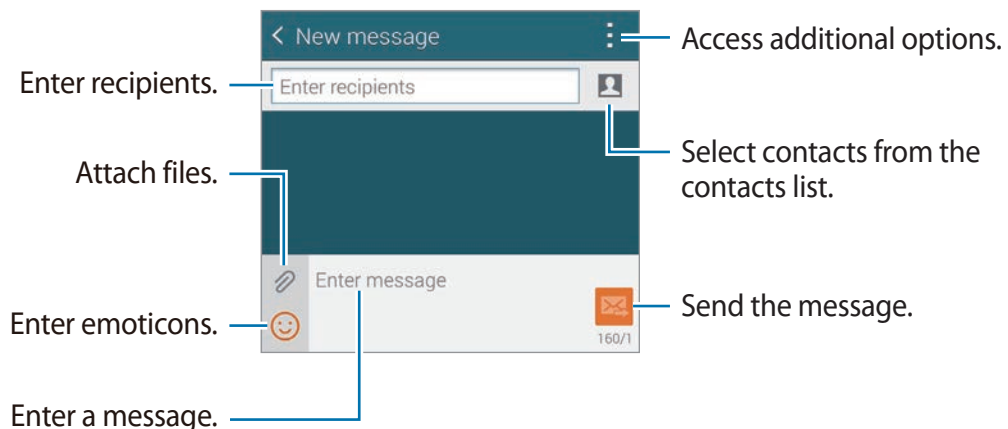 New message
Access additional options.
Enter recipients.
Enter recipients
Select contacts from the
contacts list.
Attach files.
Enter message
Send the message.
Enter emoticons.
160/1
Enter a message.